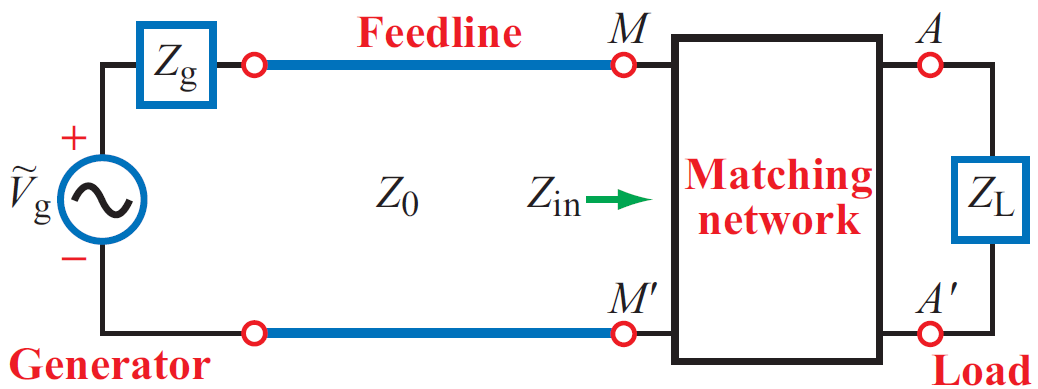 Feedline
M
A
Zg
+
Ṽg
−
Z0
Zin
Matching
network
ZL
M'
A'
Generator
Load